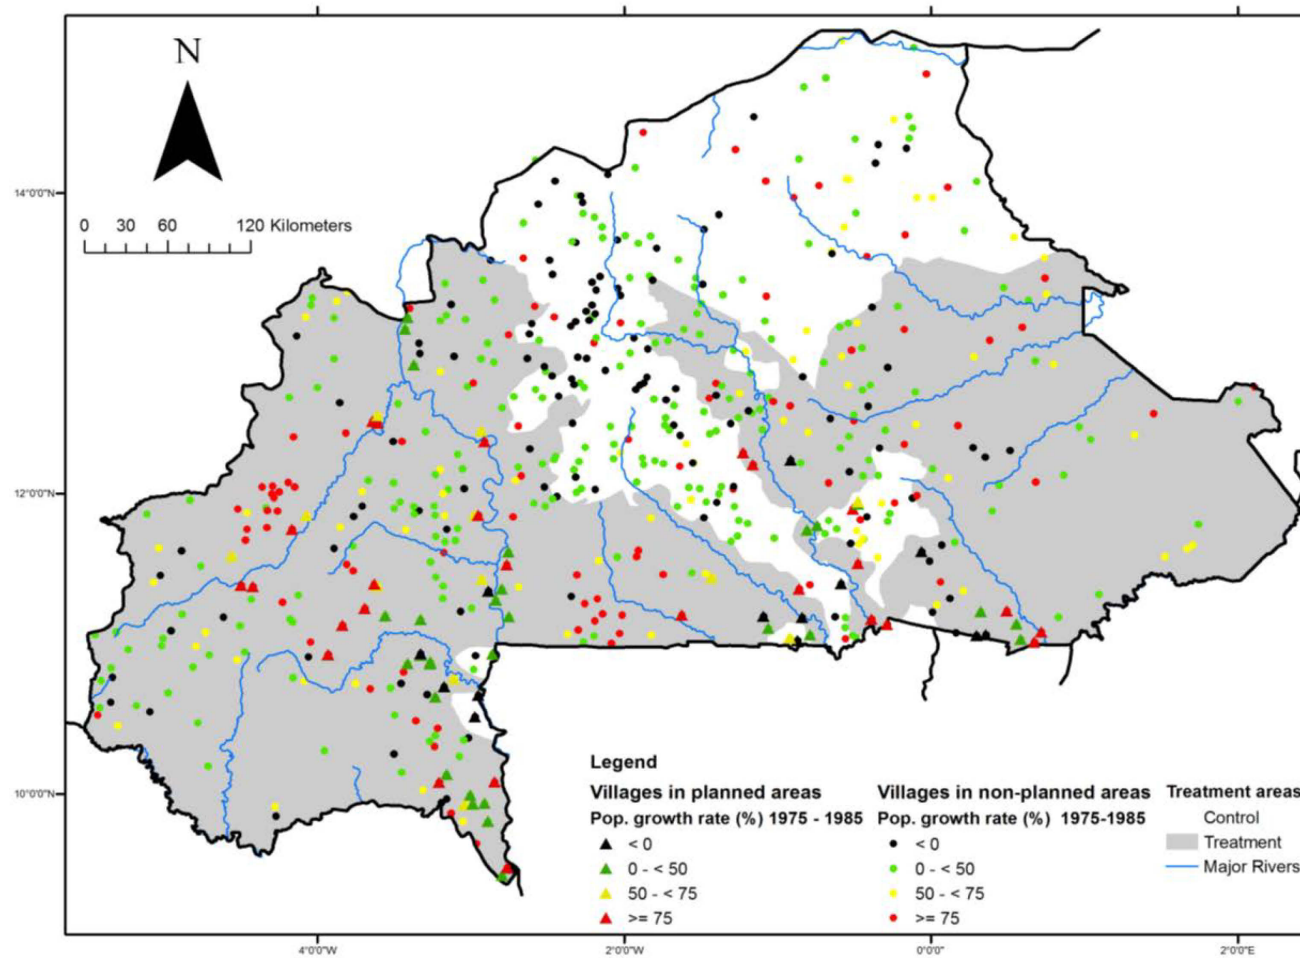 N
14°0'0"N
0 30 60 120 Kilometers
12°0'0"N
10°0'0"N
Legend
Villages in planned areas
Pop. growth rate (%) 1975 - 1985
< 0
0 - < 50
50 - < 75
>= 75
Villages in non-planned areas
Pop. growth rate (%) 1975-1985
< 0
0 - < 50
50 - < 75
>= 75
Treatment areas
Control
Treatment
Major Rivers
4°0'0"W 2°0'0"W 0°0'0" 2°0'0"E